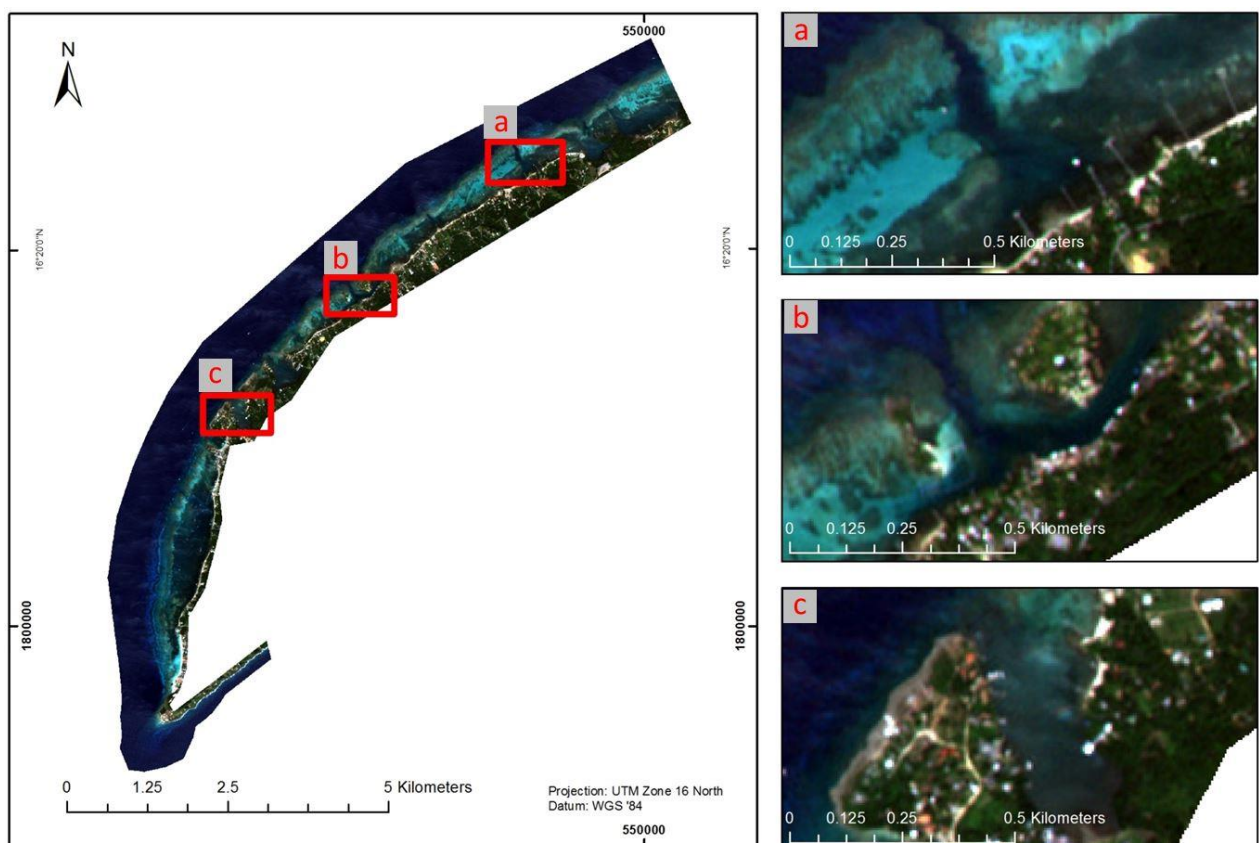 550000
N
a
b
c
16°20'0"N
16°20'0"N
1800000
1800000
0 1.25 2.5 5 Kilometers
Projection: UTM Zone 16 North
Datum: WGS '84
550000
a
0 0.125 0.25 0.5 Kilometers
b
0 0.125 0.25 0.5 Kilometers
c
0 0.125 0.25 0.5 Kilometers